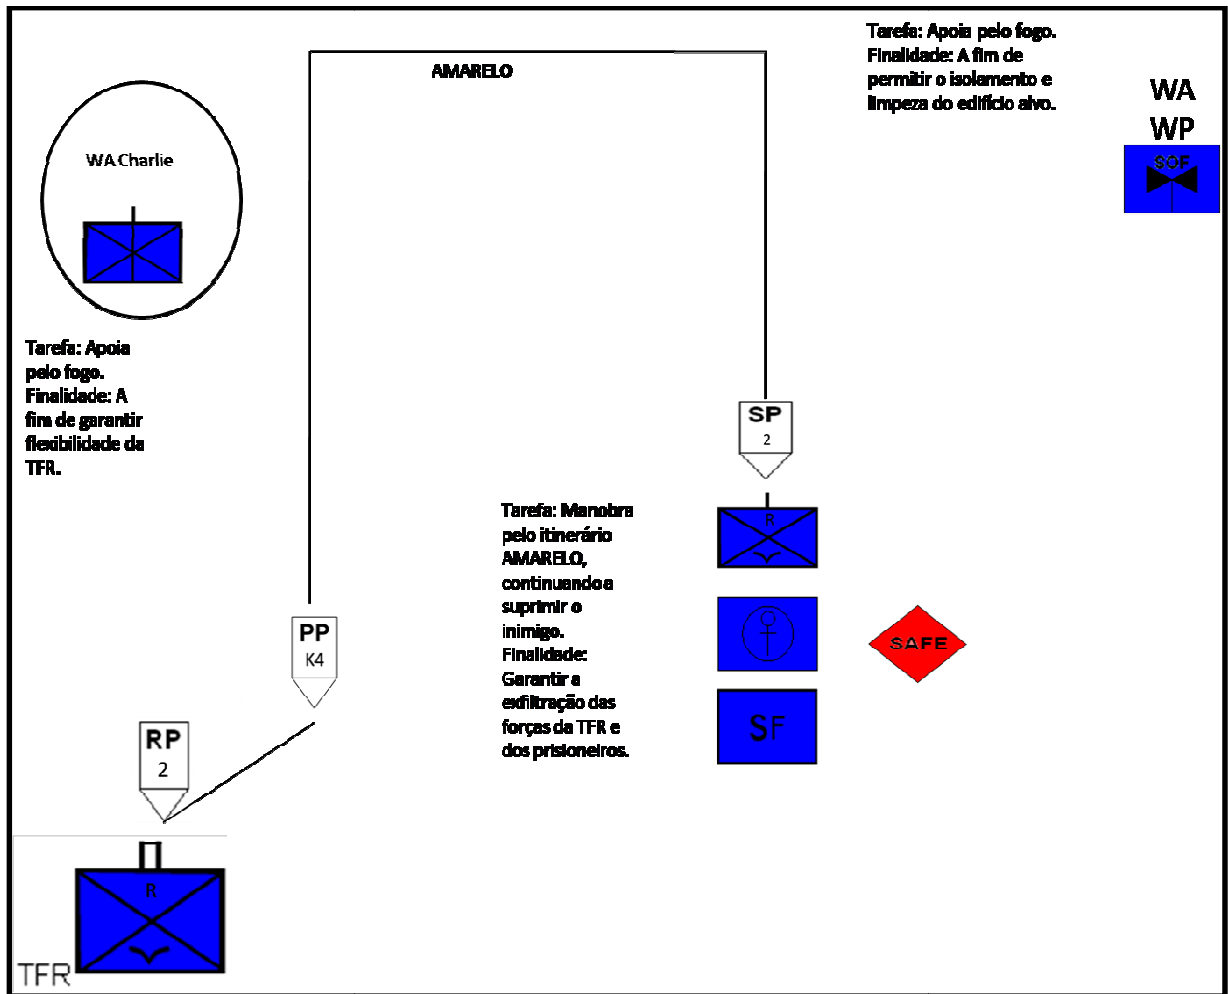 Tarefa: Apoia pelo fogo.
Finalidade: A fim de
permitir o isolamento e
limpeza do edifício alvo.
WA
WP
SOF
AMARELO
WA Charlie
Tarefa: Apoia
pelo fogo.
Finalidade: A
fim de garantir
flexibilidade da
TFR.
SP
2
Tarefa: Manobra
pelo itinerário
AMARELO,
continuando a
suprimir o
inimigo.
Finalidade:
Garantir a
exfiltração das
forças da TFR e
dos prisioneiros.
R
SAFE
SF
PP
K4
RP
2
R
TFR